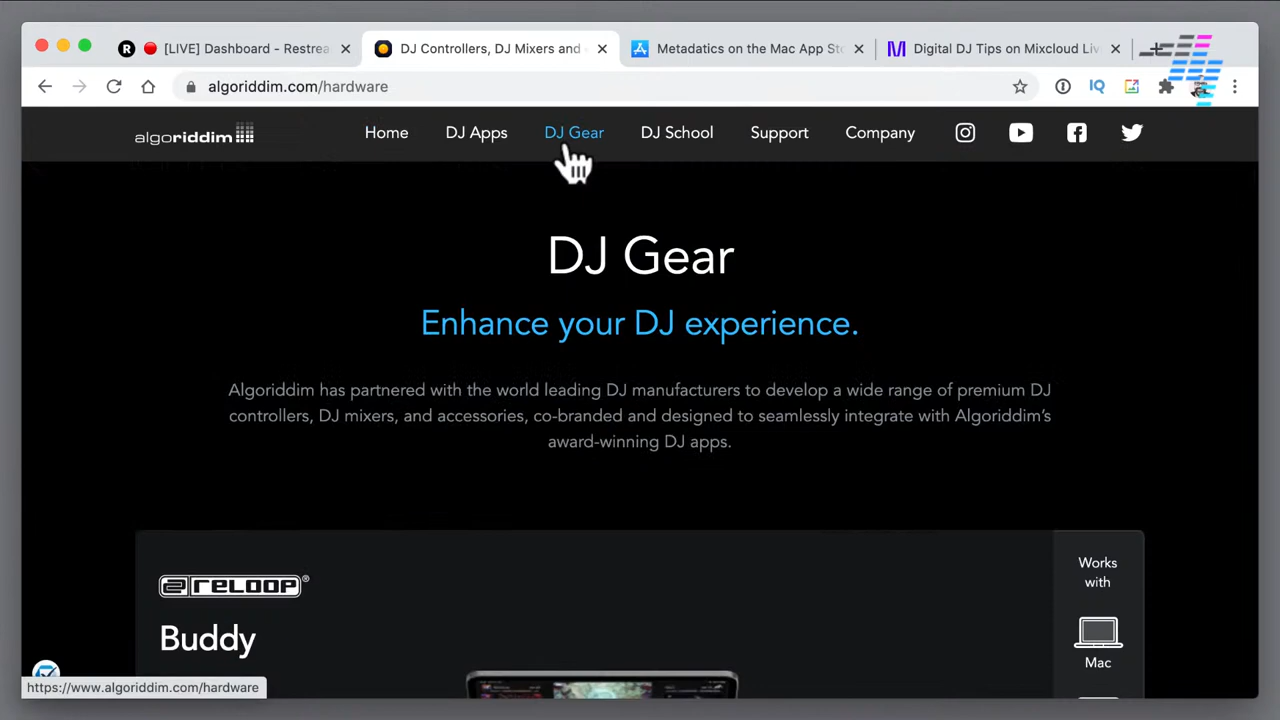 [LIVE] Dashboard - Restrea
DJ Controllers, DJ Mixers and
Metadatics on the Mac App Sto
Digital DJ Tips on Mixcloud Liv
algoriddim.com/hardware
algoriddim
Home
DJ Apps
DJ Gear
DJ School
Support
Company
DJ Gear
Enhance your DJ experience.
Algoriddim has partnered with the world leading DJ manufacturers to develop a wide range of premium DJ
controllers, DJ mixers, and accessories, co-branded and designed to seamlessly integrate with Algoriddim's
award-winning DJ apps.
Works
with
reloop®
Buddy
Mac
https://www.algoriddim.com/hardware